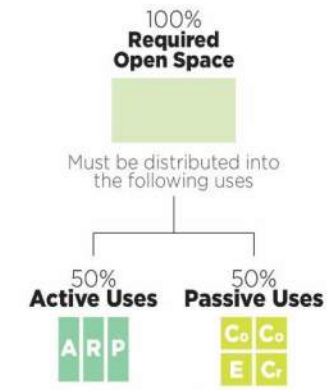 100%
Required
Open Space
Must be distributed into
the following uses
50%
Active Uses
50%
Passive Uses
A R P
Co Co
E Cr